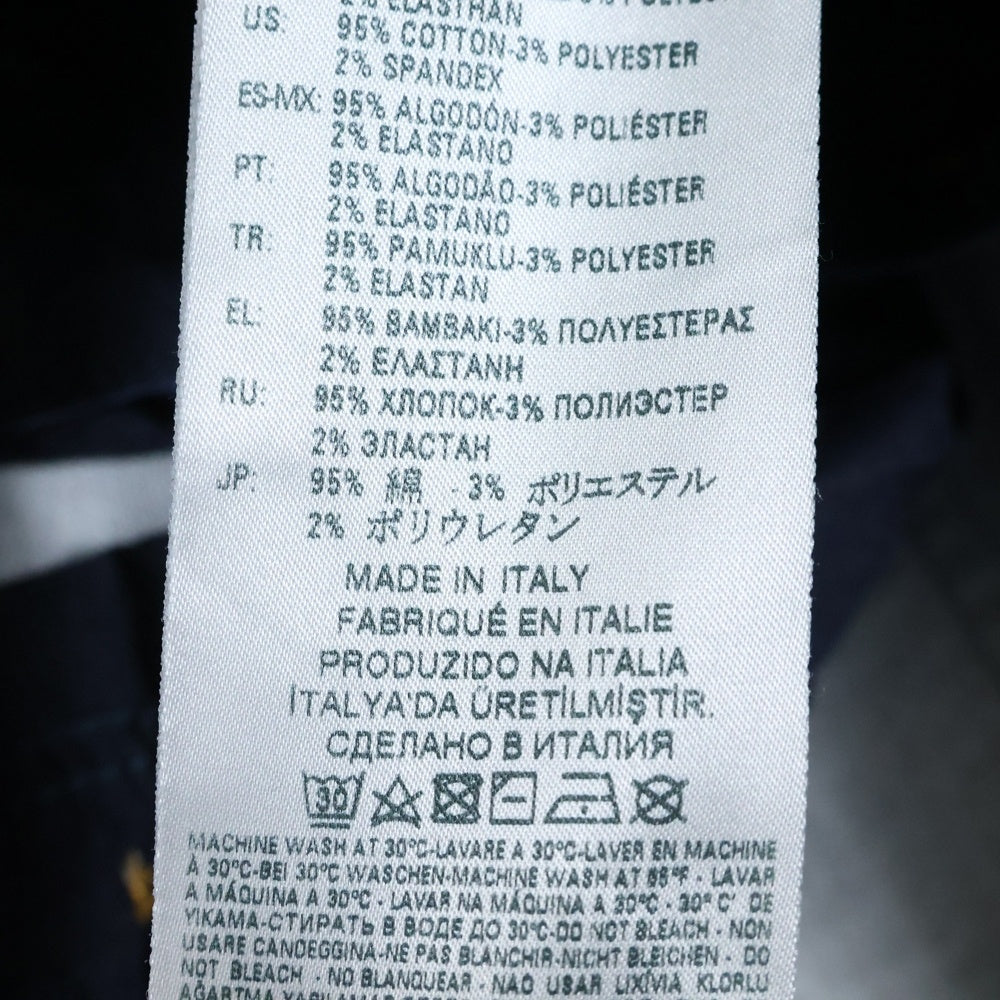 2% ELASTHAN
US: 95% COTTON-3% POLYESTER
2% SPANDEX
ES-MX: 95% ALGODÓN-3% POLIÉSTER
2% ELASTANO
PT: 95% ALGODÃO-3% POLIÉSTER
2% ELASTANO
TR: 95% PAMUKLU-3% POLYESTER
2% ELASTAN
EL: 95% BAMBAKI-3% ΠΟΛΥΕΣΤΕΡΑΣ
2% ΕΛΑΣΤΑΝΗ
RU: 95% ХЛОПОК-3% ПОЛИЭСТЕР
2% ЭЛАСТАН
JP: 95% 綿 - 3% ポリエステル
2% ポリウレタン
MADE IN ITALY
FABRIQUÉ EN ITALIE
PRODUZIDO NA ITALIA
İTALYA'DA ÜRETİLMİŞTİR.
СДЕЛАНО В ИТАЛИЯ
30
MACHINE WASH AT 30°C-LAVARE A 30°C-LAVER EN MACHINE
À 30°C-BEI 30°C WASCHEN-MACHINE WASH AT 86°F - LAVAR
A MÁQUINA A 30°C - LAVAR NA MÁQUINA A 30°C - 30° C' DE
YIKAMA-СТИРАТЬ В ВОДЕ ДО 30°C-DO NOT BLEACH - NON
USARE CANDEGGINA-NE PAS BLANCHIR-NICHT BLEICHEN - DO
NOT BLEACH - NO BLANQUEAR - NAO USAR LIXÍVIA KLORLU
AĞARTMA